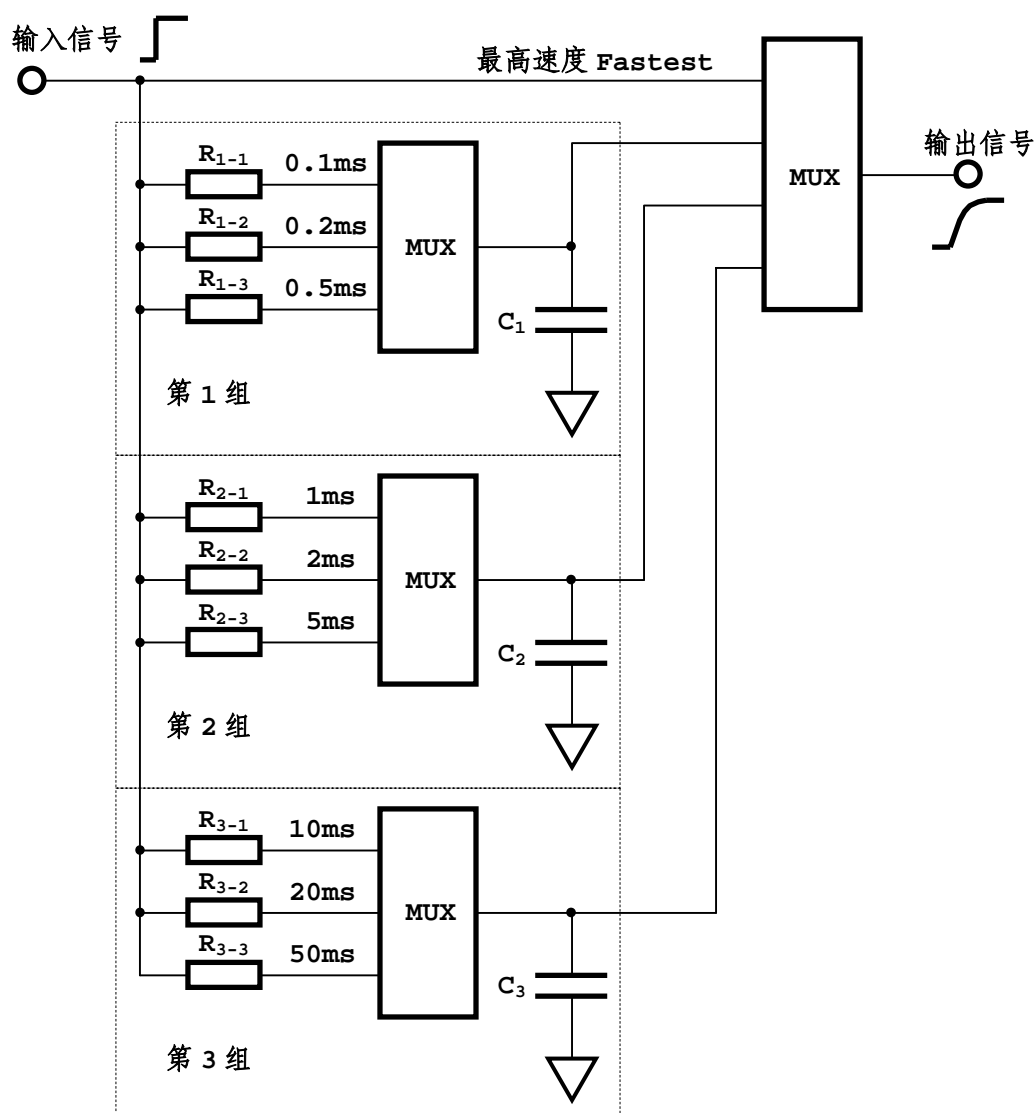 输入信号
最高速度 Fastest
MUX
输出信号
R1-1 0.1ms
R1-2 0.2ms
MUX
R1-3 0.5ms
C1
第 1 组
R2-1 1ms
R2-2 2ms
MUX
R2-3 5ms
C2
第 2 组
R3-1 10ms
R3-2 20ms
MUX
R3-3 50ms
C3
第 3 组